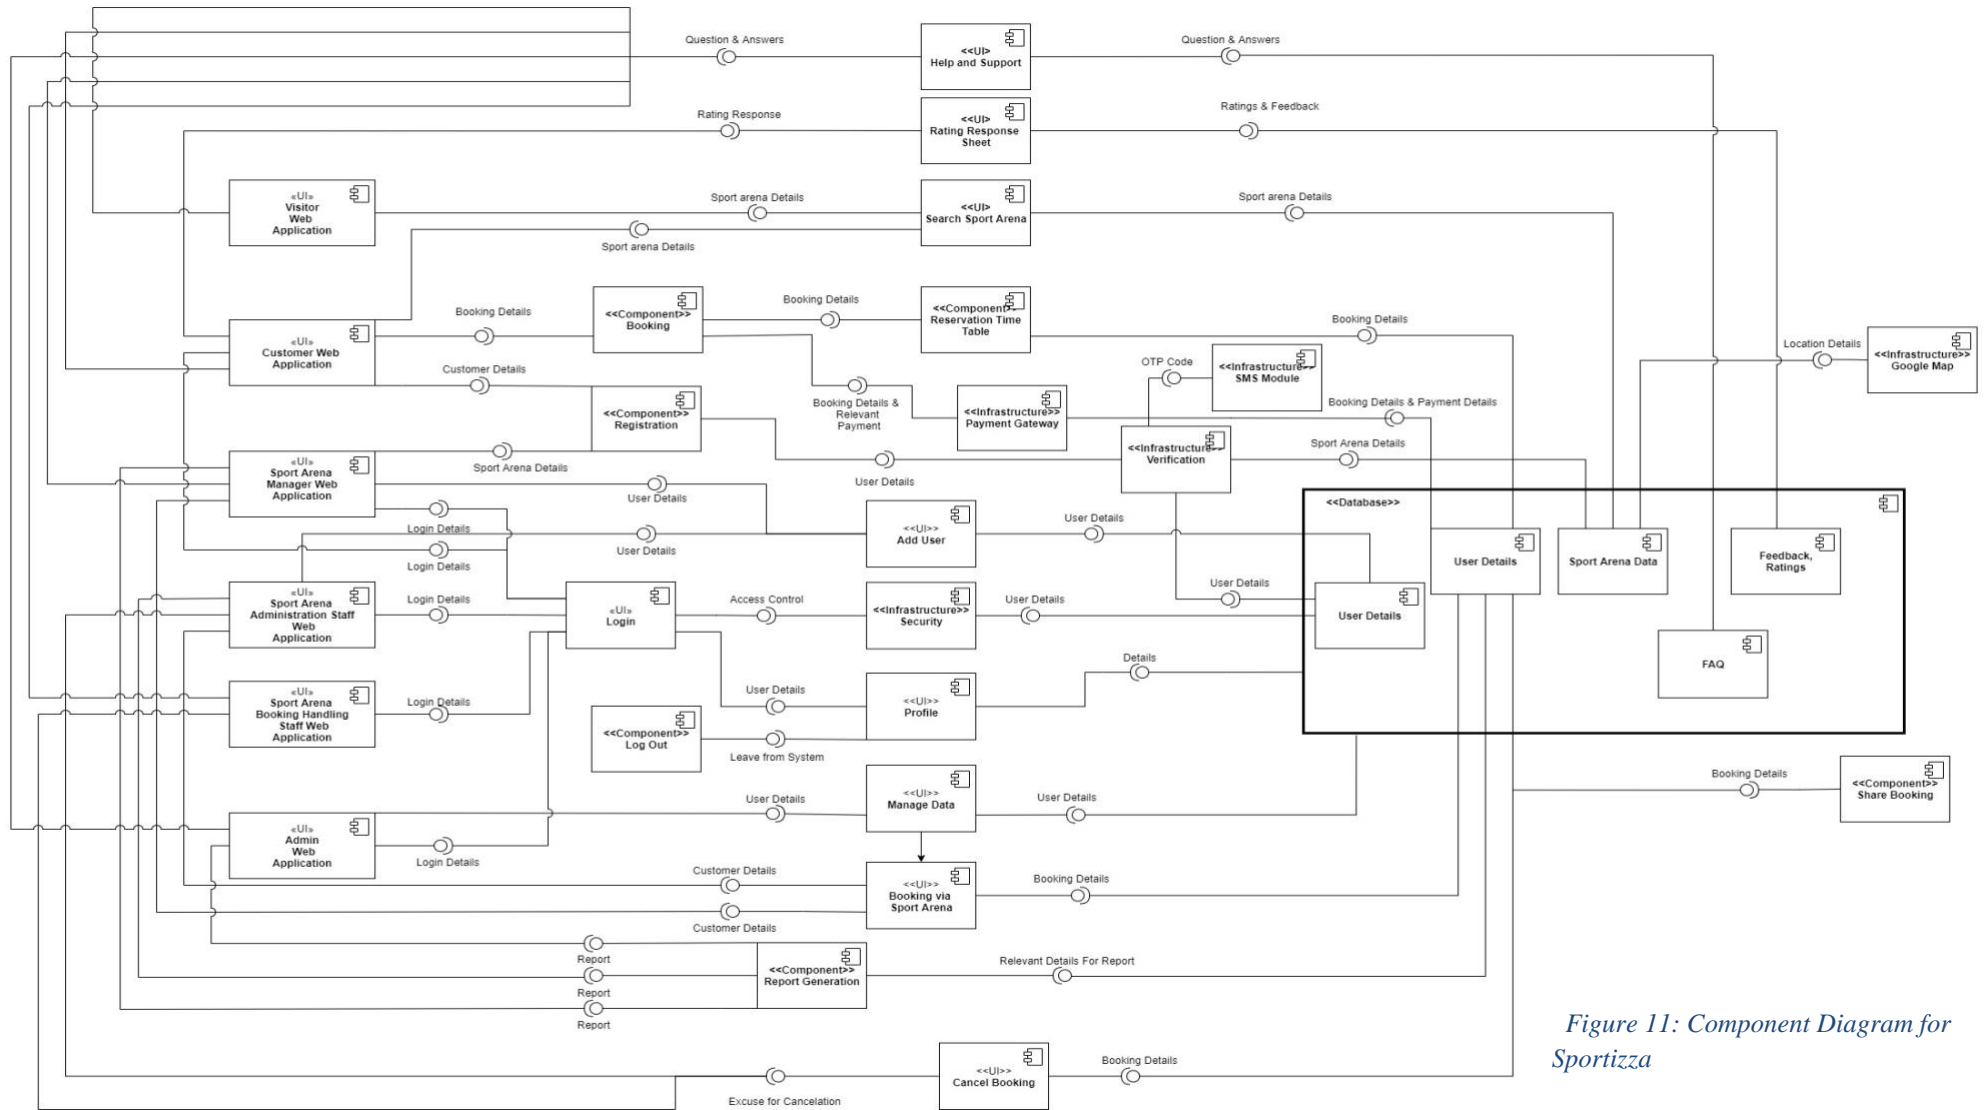 Question & Answers
<<UI>
Help and Support
Question & Answers
Rating Response
<<UI>
Rating Response
Sheet
Ratings & Feedback
«UI»
Visitor
Web
Application
Sport arena Details
Sport arena Details
<<UI>
Search Sport Arena
Sport arena Details
«UI»
Customer Web
Application
Booking Details
<<Component>>
Booking
Booking Details
<<Component>>
Reservation Time
Table
Booking Details
OTP Code
<<Infrastructure>>
SMS Module
Location Details
<<Infrastructure>>
Google Map
Customer Details
<<Component>>
Registration
Booking Details &
Relevant
Payment
<<Infrastructure>>
Payment Gateway
Booking Details & Payment Details
<<Infrastructure>>
Verification
Sport Arena Details
«UI»
Sport Arena
Manager Web
Application
Sport Arena Details
User Details
User Details
Login Details
User Details
Login Details
<<UI>>
Add User
User Details
<<Database>>
User Details
Sport Arena Data
Feedback,
Ratings
«UI»
Sport Arena
Administration Staff
Web
Application
Login Details
«UI»
Login
Access Control
<<Infrastructure>>
Security
User Details
User Details
User Details
FAQ
«UI»
Sport Arena
Booking Handling
Staff Web
Application
Login Details
<<Component>>
Log Out
User Details
Leave from System
<<UI>>
Profile
Details
«UI»
Admin
Web
Application
Login Details
User Details
<<UI>>
Manage Data
User Details
Booking Details
<<Component>>
Share Booking
Customer Details
Customer Details
<<UI>>
Booking via
Sport Arena
Booking Details
Report
Report
Report
<<Component>>
Report Generation
Relevant Details For Report
Figure 11: Component Diagram for
Sportizza
Excuse for Cancelation
<<UI>>
Cancel Booking
Booking Details